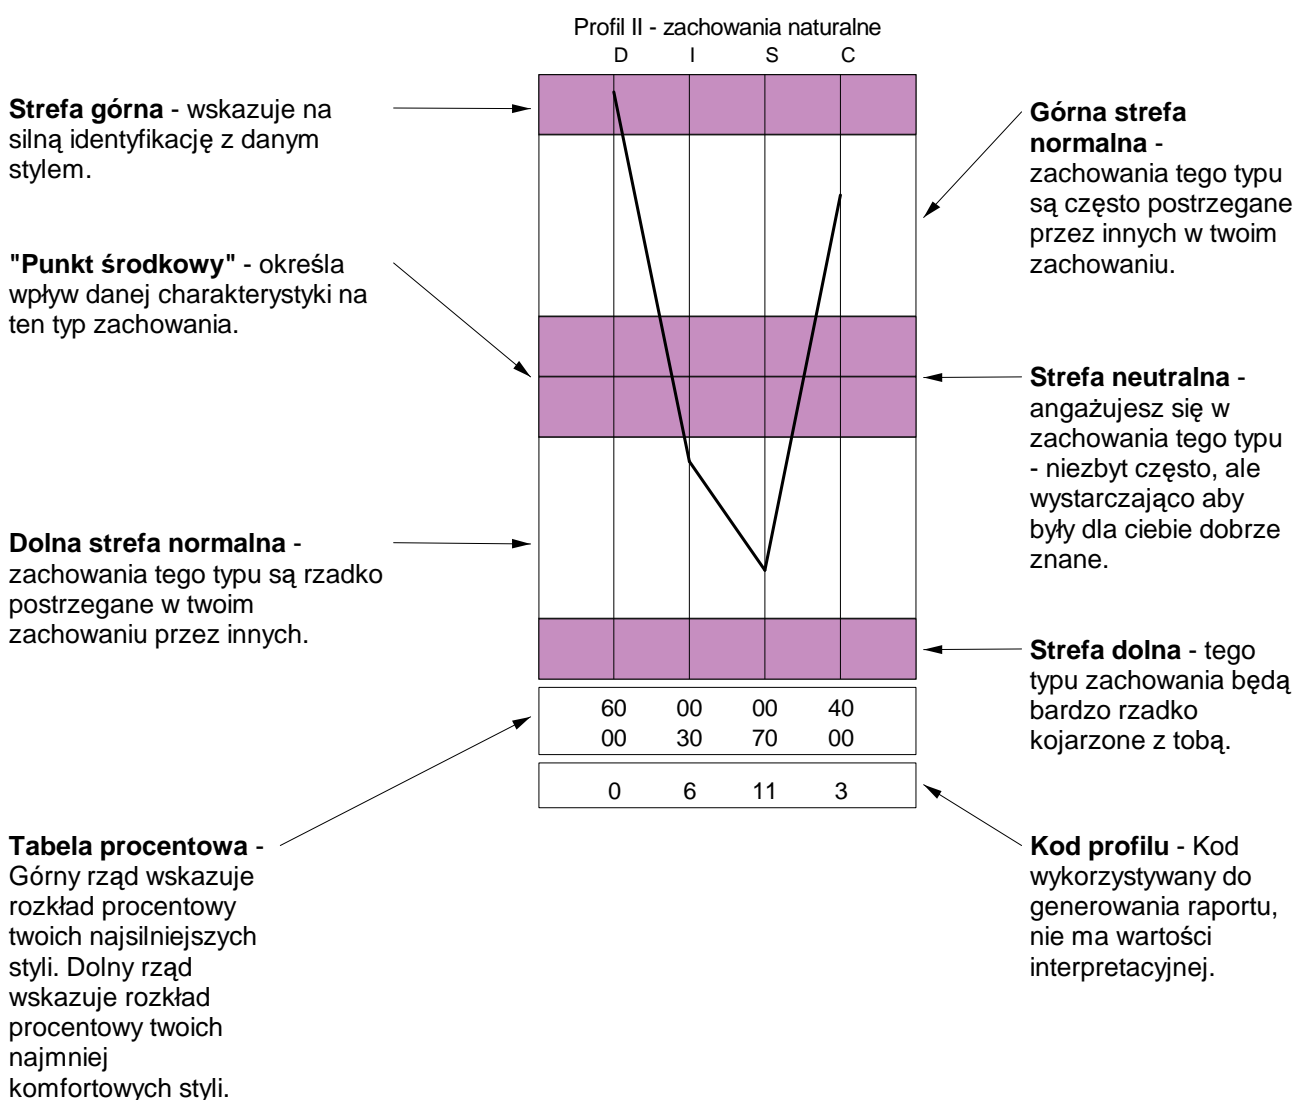 Profil II - zachowania naturalne
D I S C
Strefa górna - wskazuje na
silną identyfikację z danym
stylem.
"Punkt środkowy" - określa
wpływ danej charakterystyki na
ten typ zachowania.
Dolna strefa normalna -
zachowania tego typu są rzadko
postrzegane w twoim
zachowaniu przez innych.
Tabela procentowa -
Górny rząd wskazuje
rozkład procentowy
twoich najsilniejszych
styli. Dolny rząd
wskazuje rozkład
procentowy twoich
najmniej
komfortowych styli.
60 00 00 40
00 30 70 00
0 6 11 3
Górna strefa
normalna -
zachowania tego typu
są często postrzegane
przez innych w twoim
zachowaniu.
Strefa neutralna -
angażujesz się w
zachowania tego typu
- niezbyt często, ale
wystarczająco aby
były dla ciebie dobrze
znane.
Strefa dolna - tego
typu zachowania będą
bardzo rzadko
kojarzone z tobą.
Kod profilu - Kod
wykorzystywany do
generowania raportu,
nie ma wartości
interpretacyjnej.